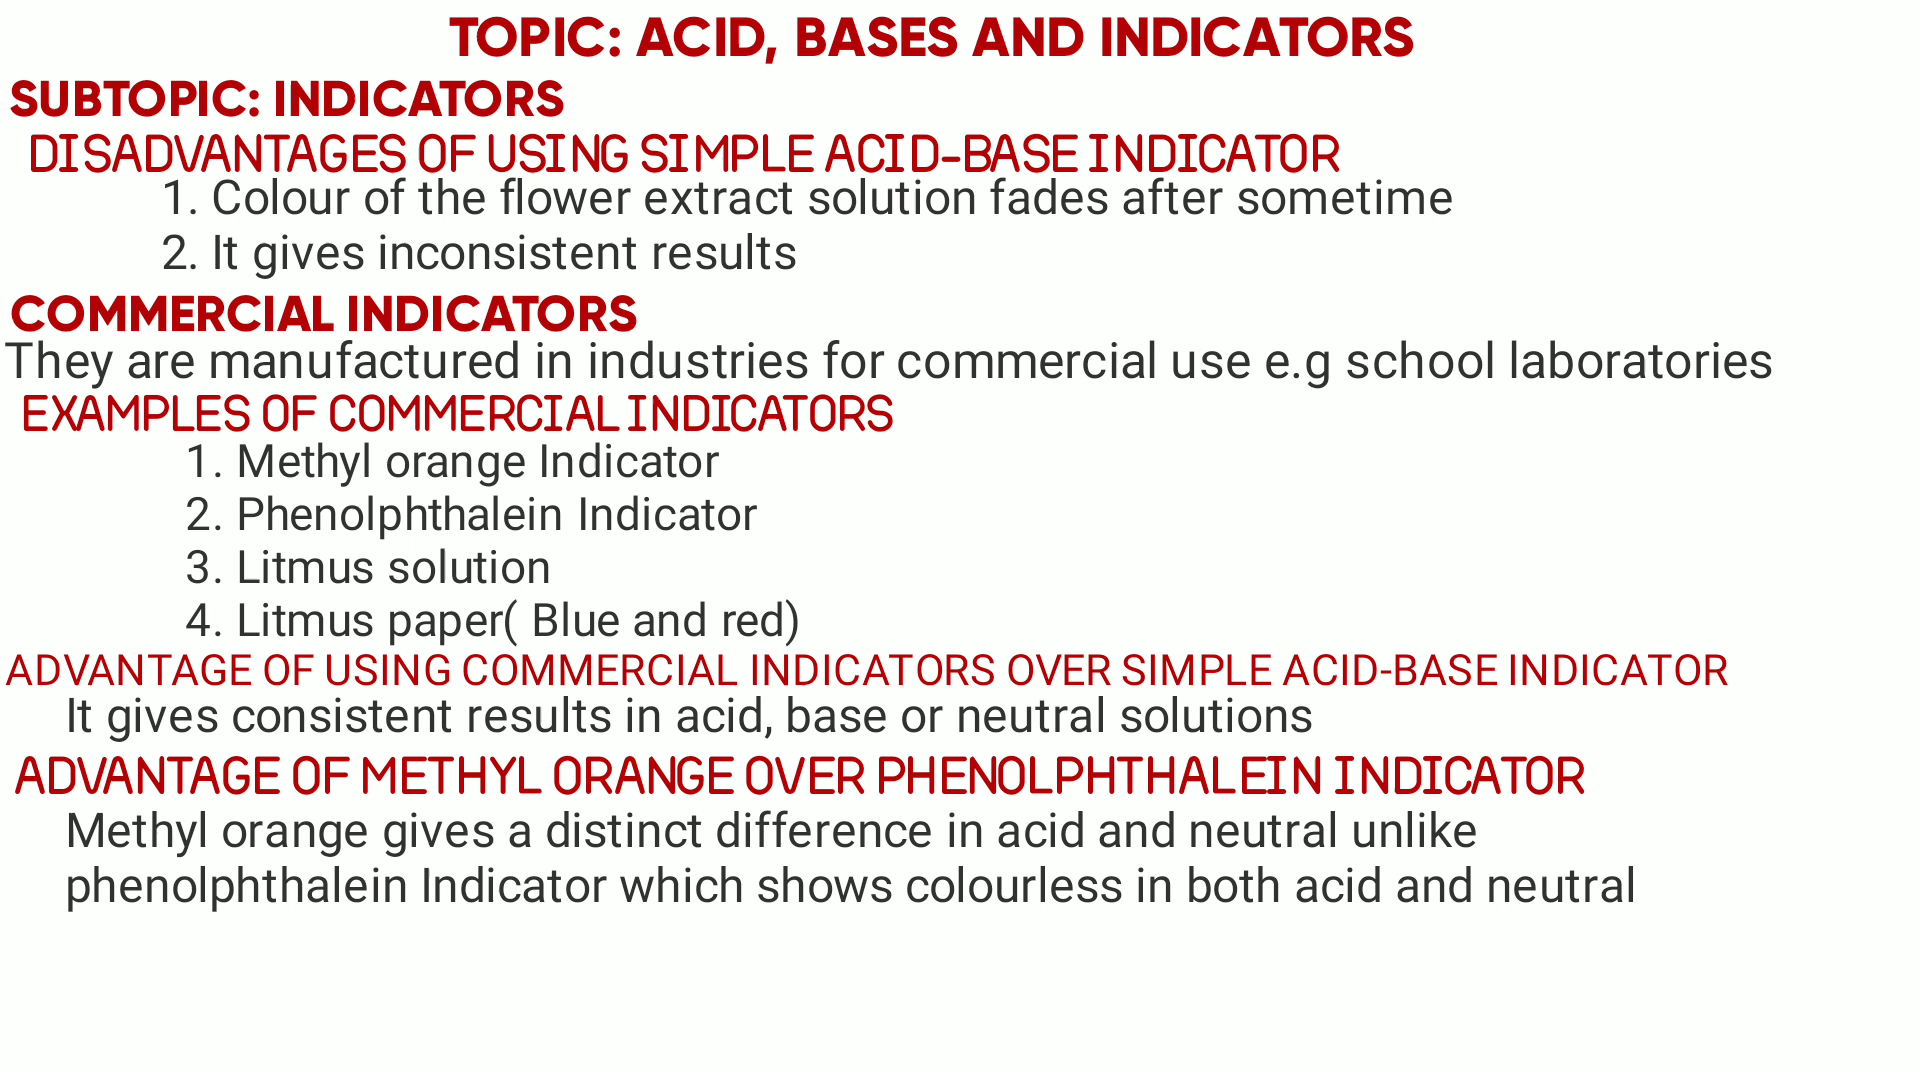 TOPIC: ACID, BASES AND INDICATORS
SUBTOPIC: INDICATORS
DISADVANTAGES OF USING SIMPLE ACID-BASE INDICATOR
1. Colour of the flower extract solution fades after sometime
2. It gives inconsistent results
COMMERCIAL INDICATORS
They are manufactured in industries for commercial use e.g school laboratories
EXAMPLES OF COMMERCIAL INDICATORS
1. Methyl orange Indicator
2. Phenolphthalein Indicator
3. Litmus solution
4. Litmus paper( Blue and red)
ADVANTAGE OF USING COMMERCIAL INDICATORS OVER SIMPLE ACID-BASE INDICATOR
It gives consistent results in acid, base or neutral solutions
ADVANTAGE OF METHYL ORANGE OVER PHENOLPHTHALEIN INDICATOR
Methyl orange gives a distinct difference in acid and neutral unlike
phenolphthalein Indicator which shows colourless in both acid and neutral